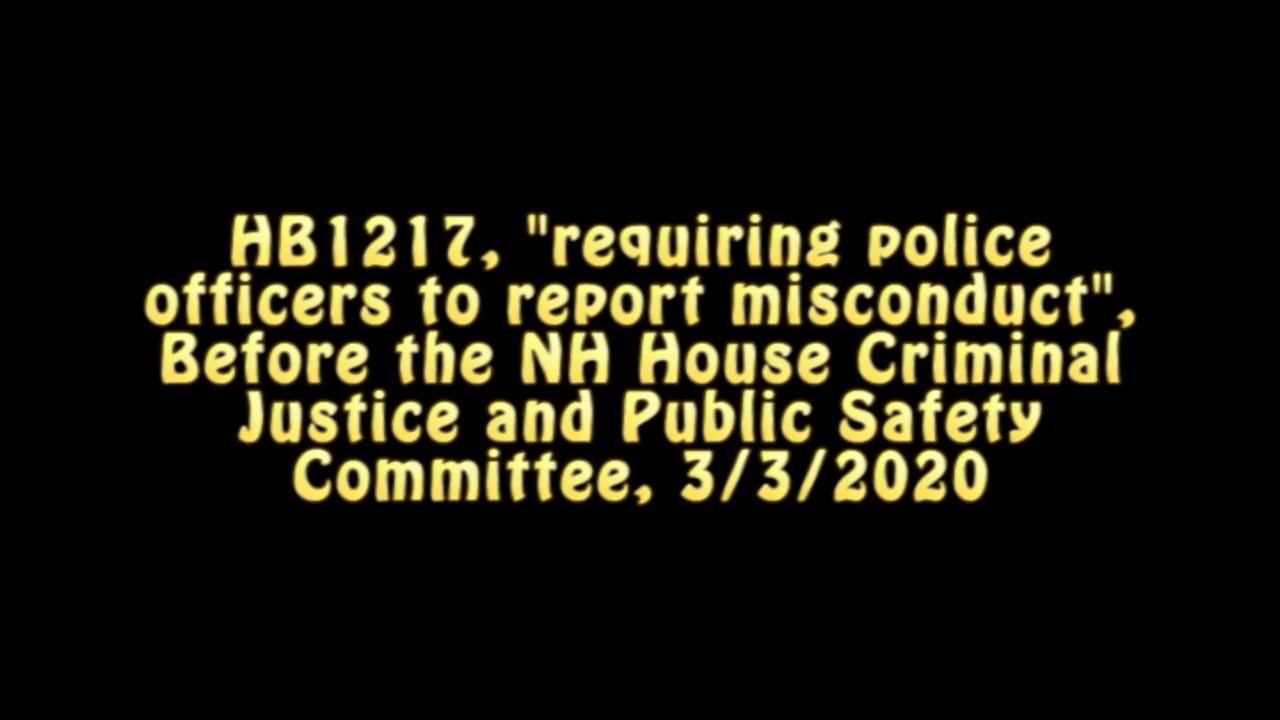 HB1217, "requiring police
officers to report misconduct",
Before the NH House Criminal
Justice and Public Safety
Committee, 3/3/2020